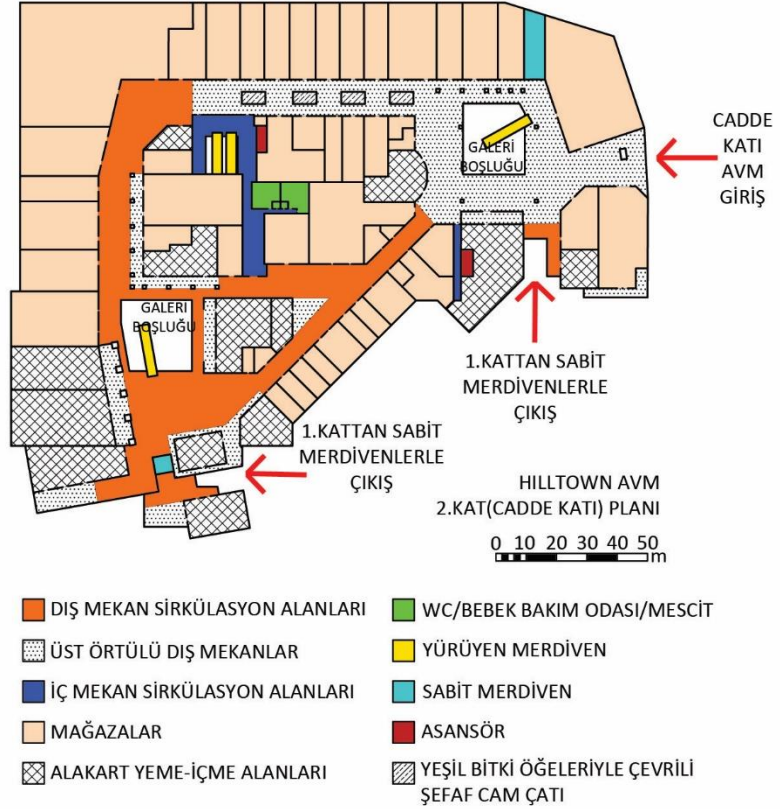 CADDE
KATI
AVM
GİRİŞ
GALERİ
BOŞLUĞU
GALERİ
BOŞLUĞU
1.KATTAN SABİT
MERDİVENLERLE
ÇIKIŞ
1.KATTAN SABİT
MERDİVENLERLE
ÇIKIŞ
HILLTOWN AVM
2.KAT(CADDE KATI) PLANI
0 10 20 30 40 50
m
DIŞ MEKAN SİRKÜLASYON ALANLARI
ÜST ÖRTÜLÜ DIŞ MEKANLAR
İÇ MEKAN SİRKÜLASYON ALANLARI
MAĞAZALAR
ALAKART YEME-İÇME ALANLARI
WC/BEBEK BAKIM ODASI/MESCİT
YÜRÜYEN MERDİVEN
SABİT MERDİVEN
ASANSÖR
YEŞİL BİTKİ ÖĞELERİYLE ÇEVRİLİ
ŞEFAF CAM ÇATI